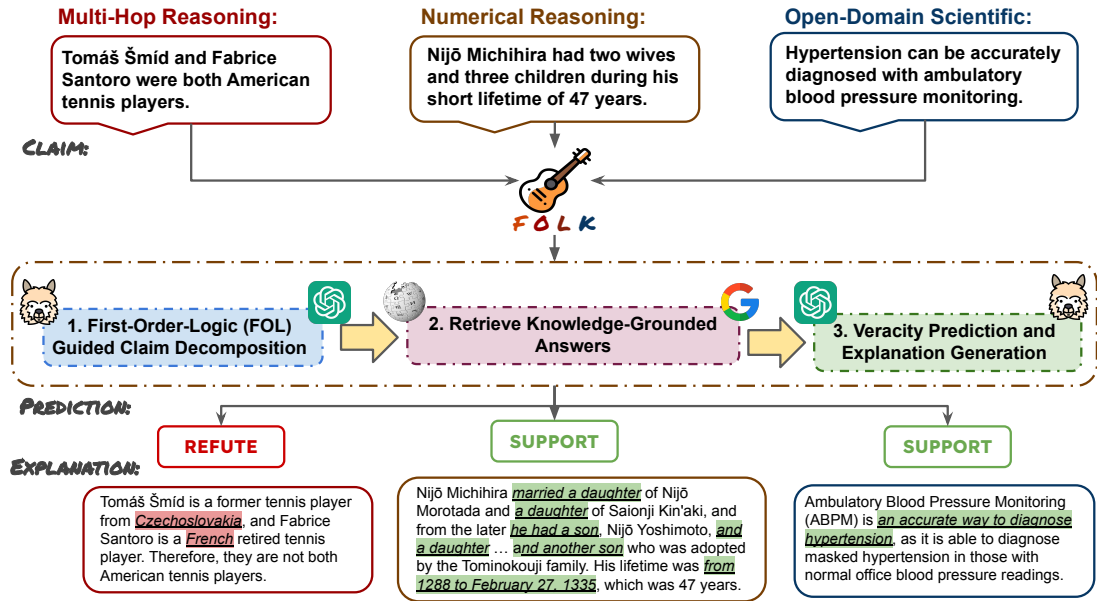 Multi-Hop Reasoning:
Numerical Reasoning:
Open-Domain Scientific:
Tomáš Šmíd and Fabrice
Santoro were both American
tennis players.
Nijō Michihira had two wives
and three children during his
short lifetime of 47 years.
Hypertension can be accurately
diagnosed with ambulatory
blood pressure monitoring.
CLAIM:
FOLK
1. First-Order-Logic (FOL)
Guided Claim Decomposition
2. Retrieve Knowledge-Grounded
Answers
3. Veracity Prediction and
Explanation Generation
PREDICTION:
REFUTE
SUPPORT
SUPPORT
EXPLANATION:
Tomáš Šmíd is a former tennis player
from Czechoslovakia, and Fabrice
Santoro is a French retired tennis
player. Therefore, they are not both
American tennis players.
Nijō Michihira married a daughter of Nijō
Morotada and a daughter of Saionji Kin'aki, and
from the later he had a son, Nijō Yoshimoto, and
a daughter … and another son who was adopted
by the Tominokouji family. His lifetime was from
1288 to February 27, 1335, which was 47 years.
Ambulatory Blood Pressure Monitoring
(ABPM) is an accurate way to diagnose
hypertension, as it is able to diagnose
masked hypertension in those with
normal office blood pressure readings.